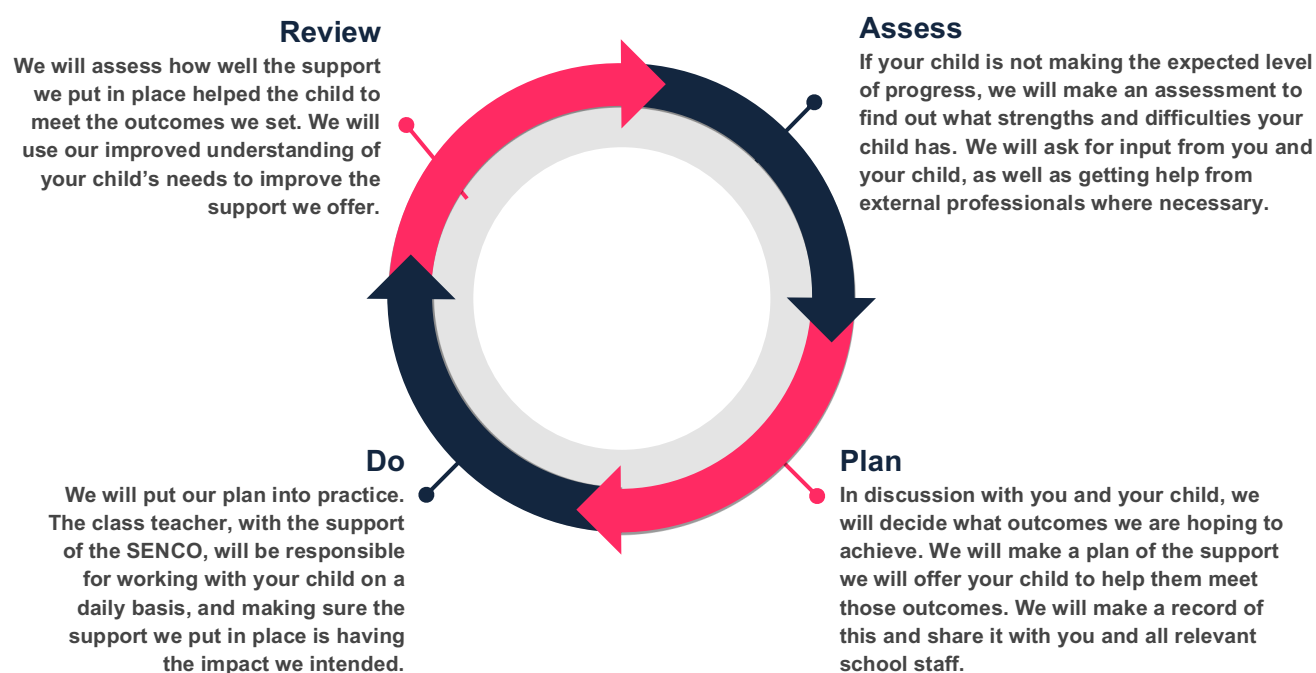 Review
We will assess how well the support
we put in place helped the child to
meet the outcomes we set. We will
use our improved understanding of
your child’s needs to improve the
support we offer.
Assess
If your child is not making the expected level
of progress, we will make an assessment to
find out what strengths and difficulties your
child has. We will ask for input from you and
your child, as well as getting help from
external professionals where necessary.
Do
We will put our plan into practice.
The class teacher, with the support
of the SENCO, will be responsible
for working with your child on a
daily basis, and making sure the
support we put in place is having
the impact we intended.
Plan
In discussion with you and your child, we
will decide what outcomes we are hoping to
achieve. We will make a plan of the support
we will offer your child to help them meet
those outcomes. We will make a record of
this and share it with you and all relevant
school staff.